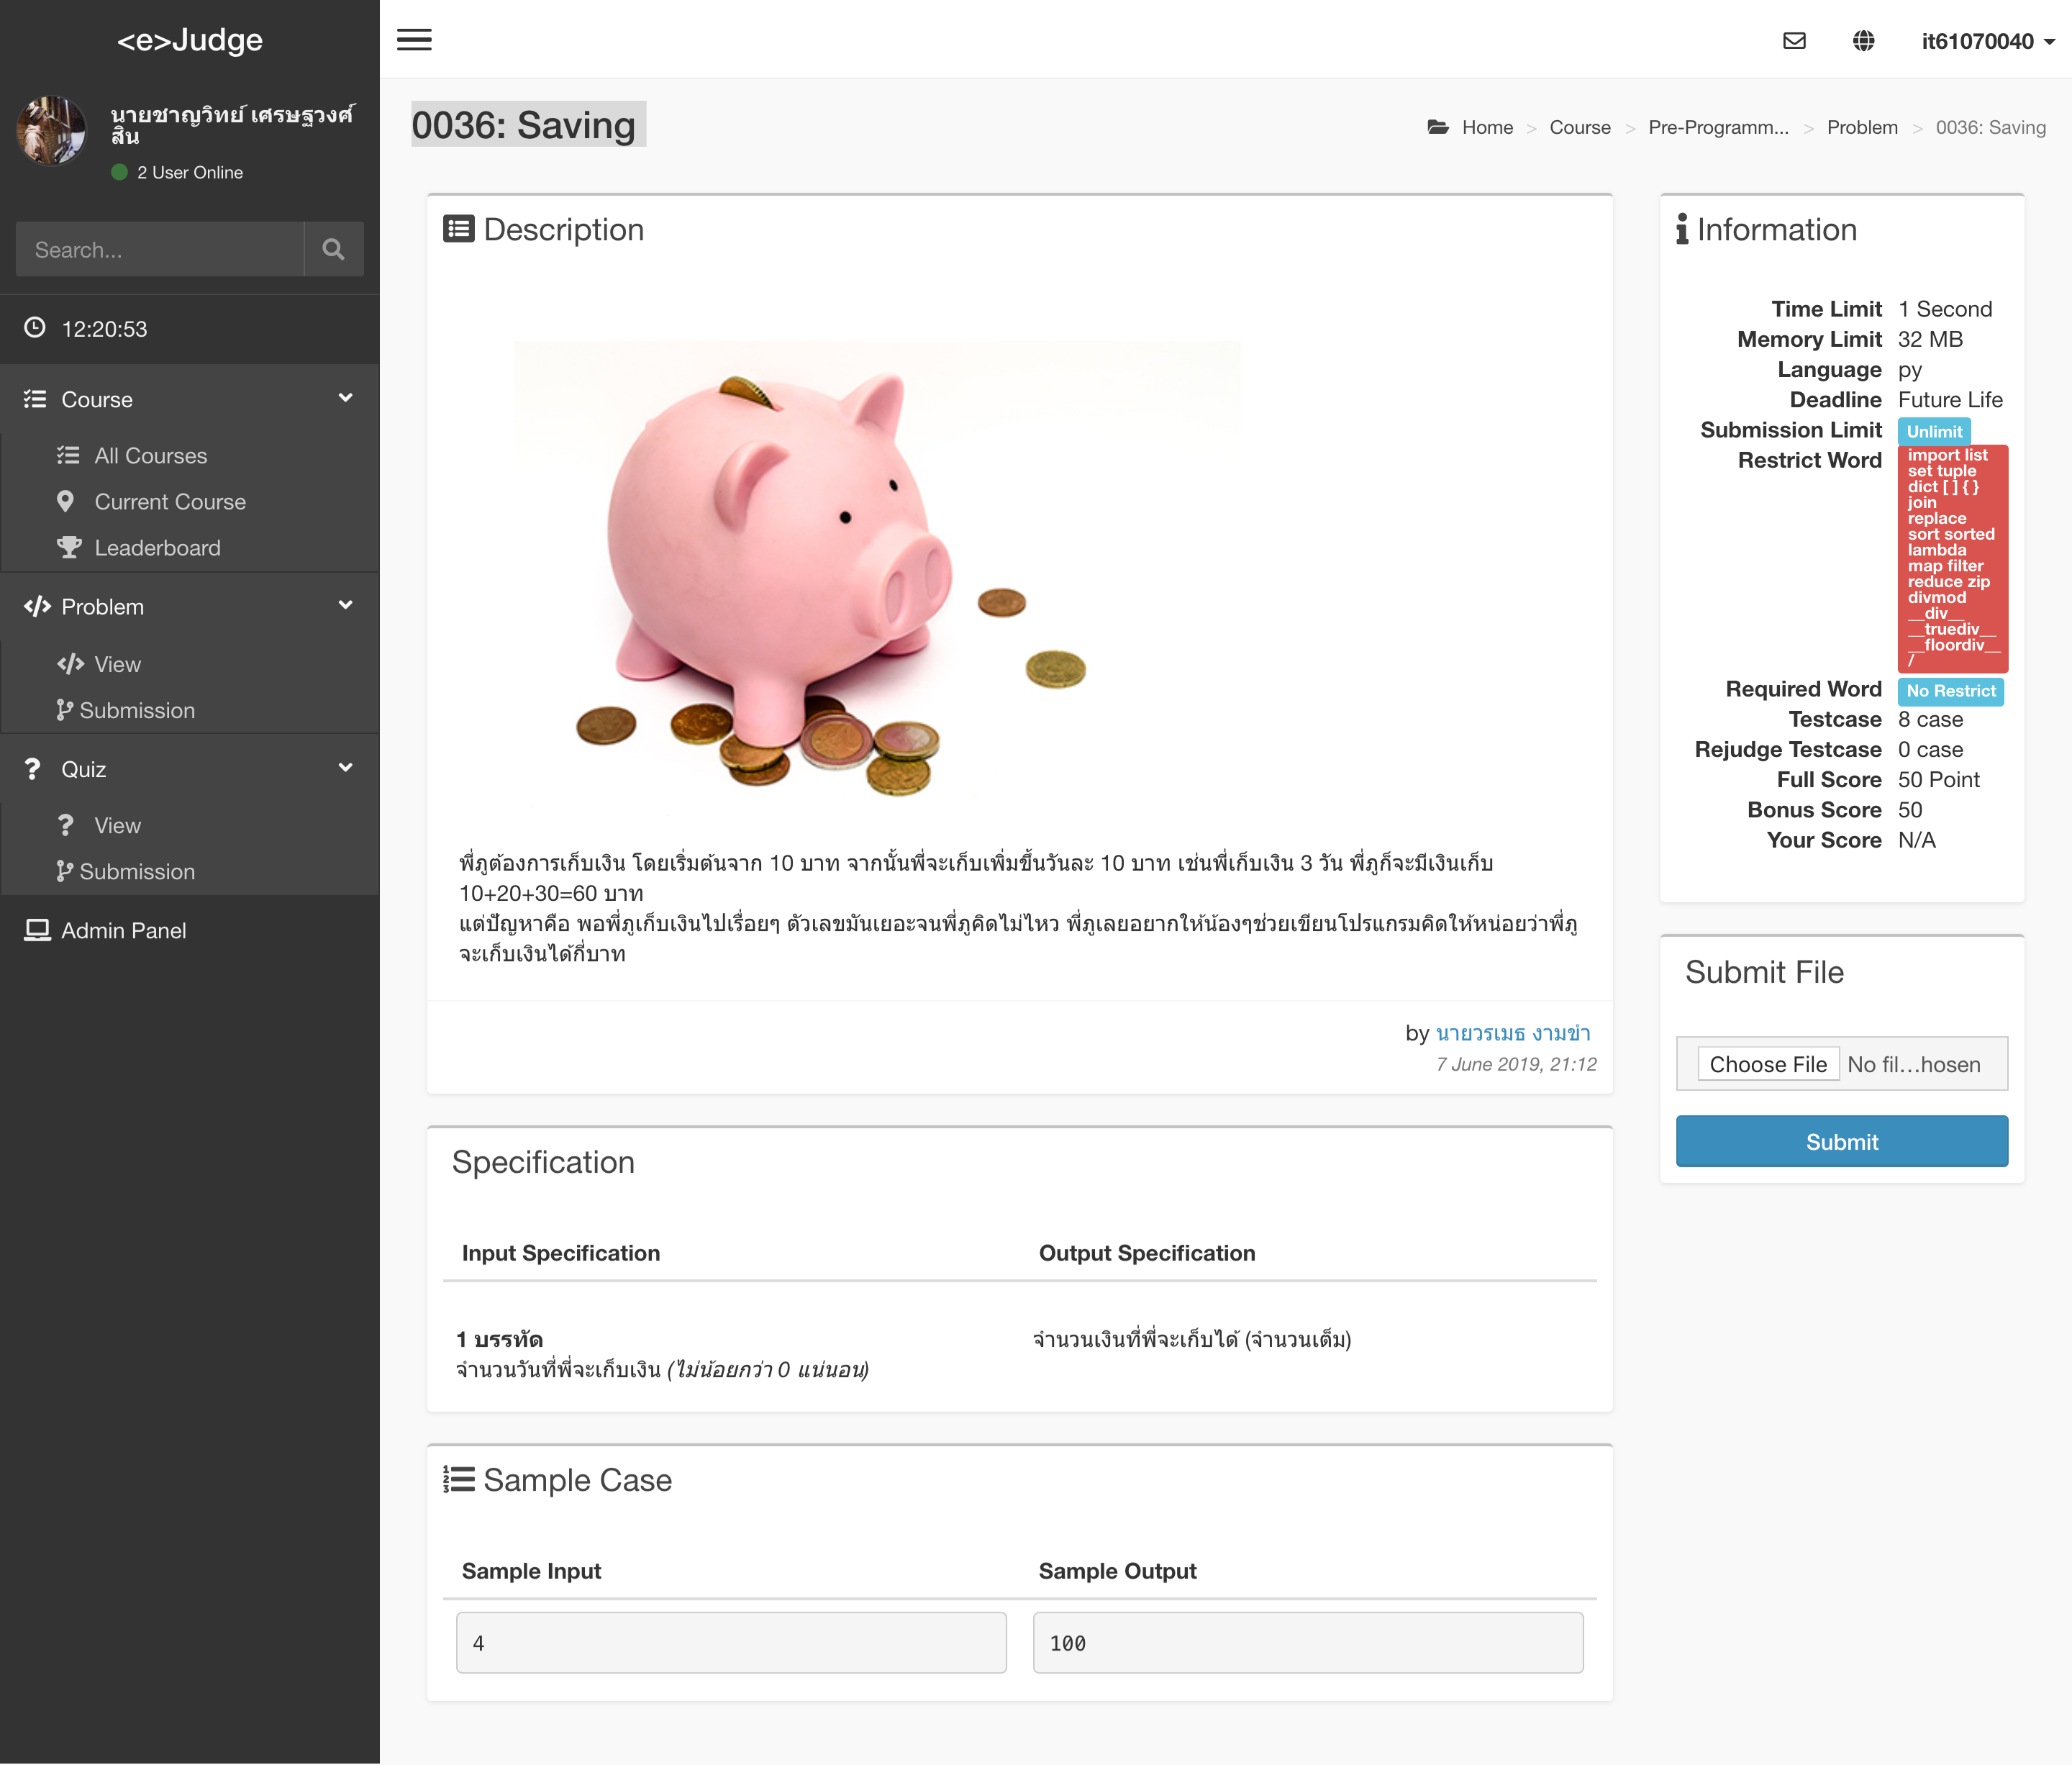 <e>Judge
นายชาญวิทย์ เศรษฐวงศ์
สิน
2 User Online
Search...
12:20:53
Course
All Courses
Current Course
Leaderboard
Problem
View
Submission
Quiz
View
Submission
Admin Panel
it61070040
0036: Saving
Home > Course > Pre-Programm... > Problem > 0036: Saving
Description
พี่ภูต้องการเก็บเงิน โดยเริ่มต้นจาก 10 บาท จากนั้นพี่จะเก็บเพิ่มขึ้นวันละ 10 บาท เช่นพี่เก็บเงิน 3 วัน พี่ภูก็จะมีเงินเก็บ
10+20+30=60 บาท
แต่ปัญหาคือ พอพี่ภูเก็บเงินไปเรื่อยๆ ตัวเลขมันเยอะจนพี่ภูคิดไม่ไหว พี่ภูเลยอยากให้น้องๆช่วยเขียนโปรแกรมคิดให้หน่อยว่าพี่ภู
จะเก็บเงินได้กี่บาท
by นายวรเมธ งามขำ
7 June 2019, 21:12
Specification
Input Specification
Output Specification
1 บรรทัด
จำนวนวันที่พี่จะเก็บเงิน (ไม่น้อยกว่า 0 แน่นอน)
จำนวนเงินที่พี่จะเก็บได้ (จำนวนเต็ม)
Sample Case
Sample Input
Sample Output
4
100
Information
Time Limit 1 Second
Memory Limit 32 MB
Language py
Deadline Future Life
Submission Limit Unlimit
Restrict Word import list
set tuple
dict [ ] { }
join
replace
sort sorted
lambda
map filter
reduce zip
divmod
__div__
__truediv__
__floordiv__
/
Required Word No Restrict
Testcase 8 case
Rejudge Testcase 0 case
Full Score 50 Point
Bonus Score 50
Your Score N/A
Submit File
Choose File No fil...hosen
Submit